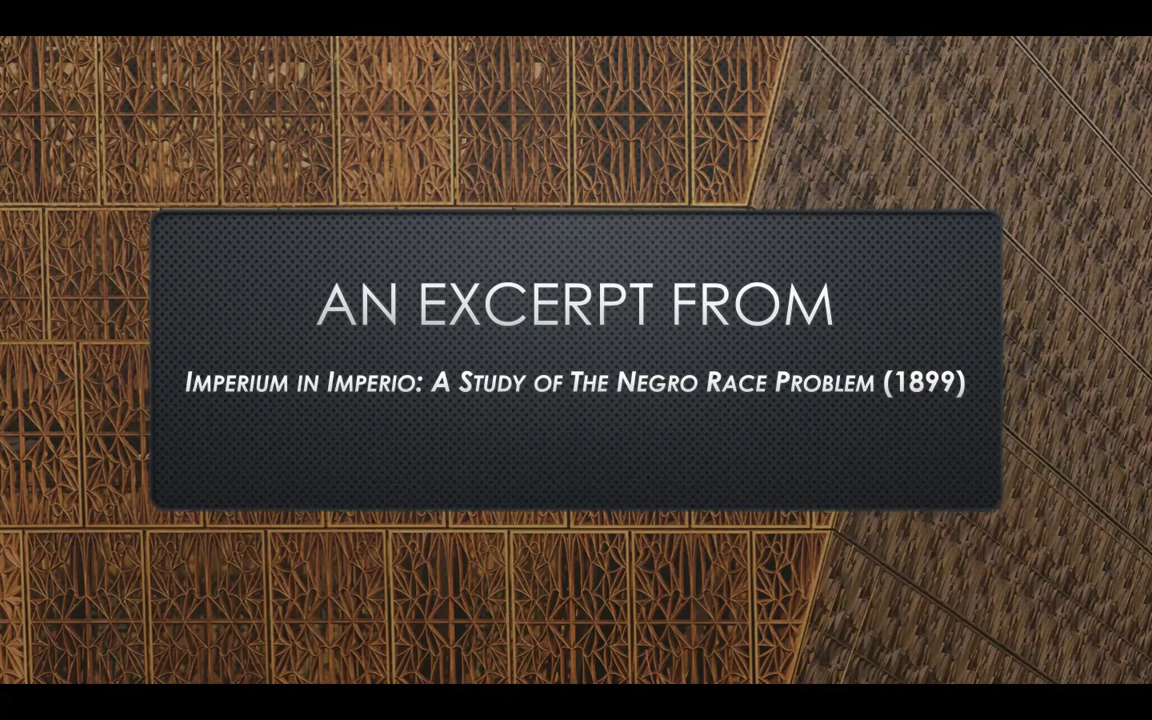 AN EXCERPT FROM
IMPERIUM IN IMPERIO: A STUDY OF THE NEGRO RACE PROBLEM (1899)